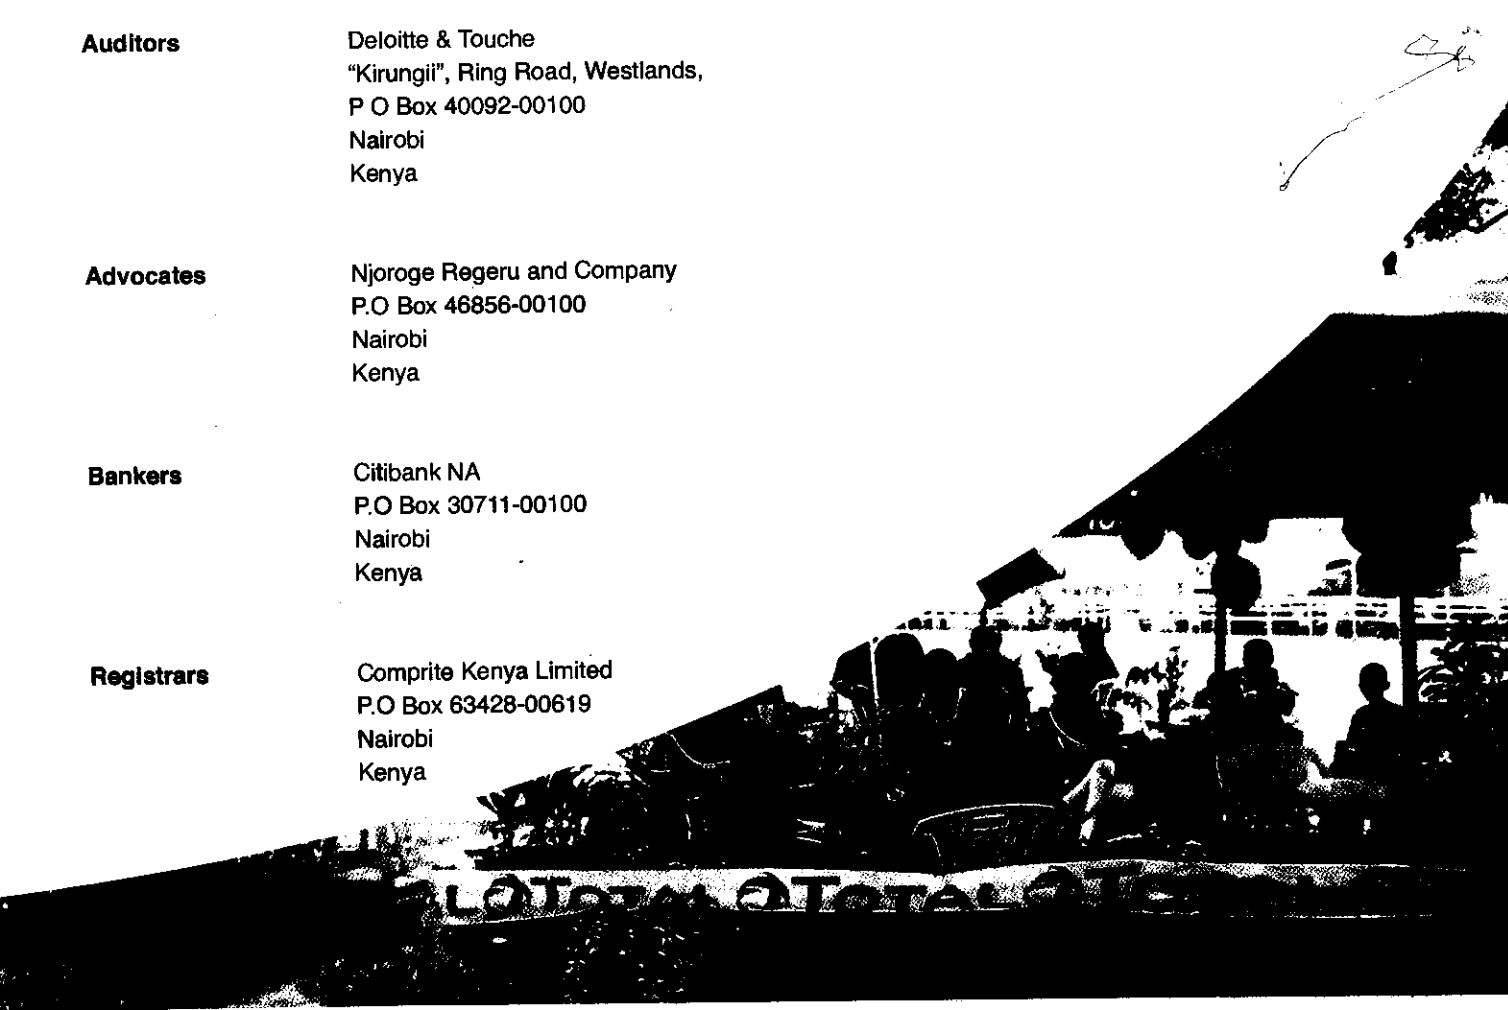 Auditors
Deloitte & Touche
“Kirungii”, Ring Road, Westlands,
P O Box 40092-00100
Nairobi
Kenya
Advocates
Njoroge Regeru and Company
P.O Box 46856-00100
Nairobi
Kenya
Bankers
Citibank NA
P.O Box 30711-00100
Nairobi
Kenya
Registrars
Comprite Kenya Limited
P.O Box 63428-00619
Nairobi
Kenya
TOTAL TOTAL